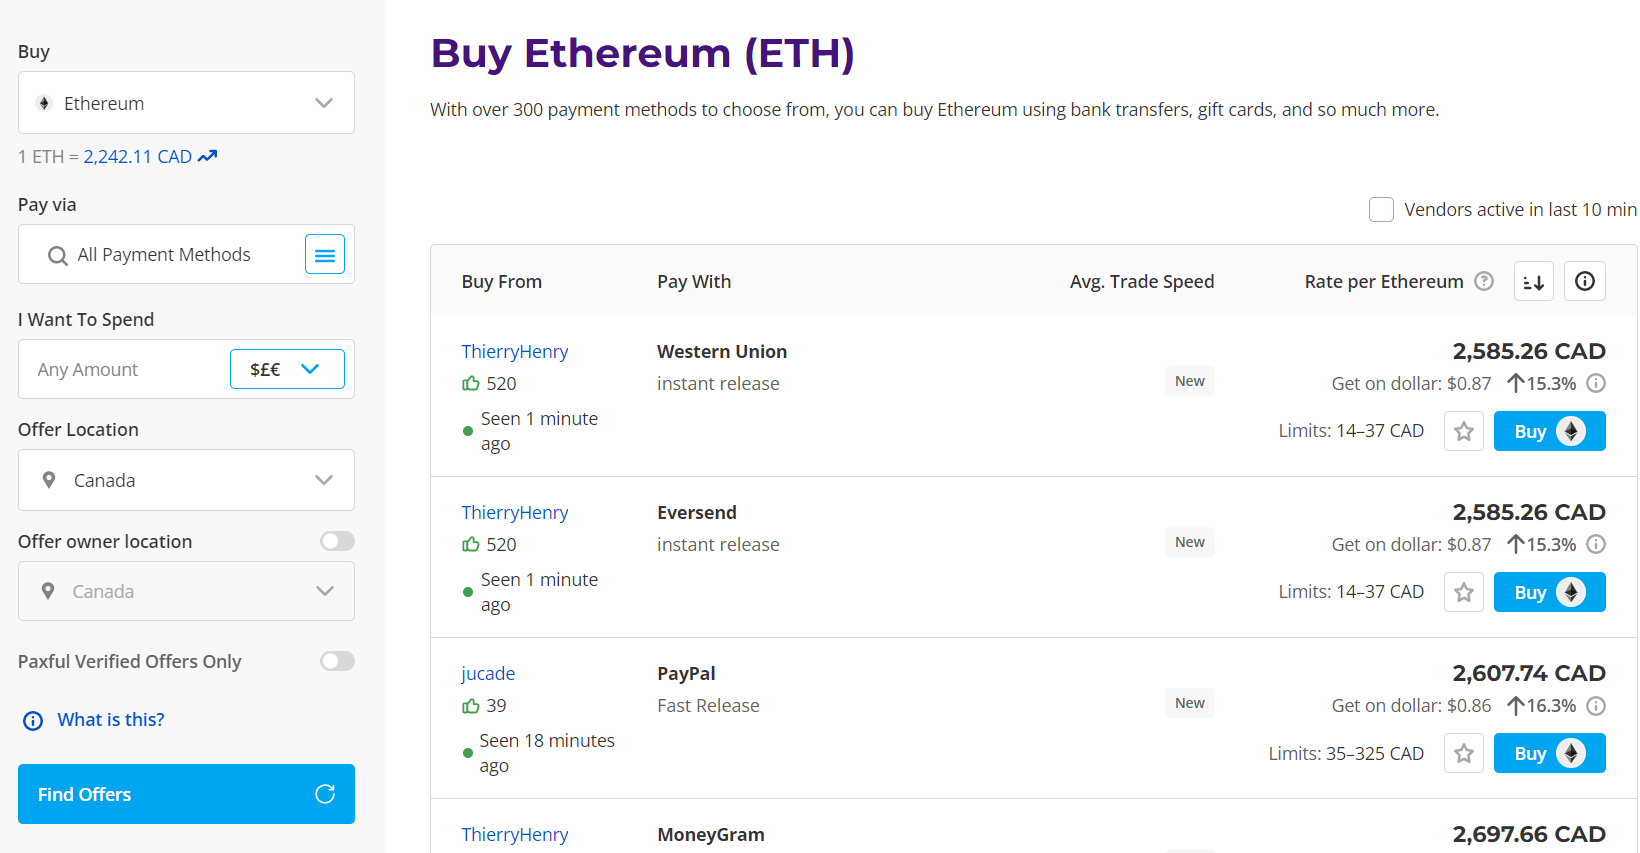 Buy
Ethereum
1 ETH = 2,242.11 CAD
Pay via
All Payment Methods
I Want To Spend
Any Amount
$£€
Offer Location
Canada
Offer owner location
Canada
Paxful Verified Offers Only
What is this?
Find Offers
Buy Ethereum (ETH)
With over 300 payment methods to choose from, you can buy Ethereum using bank transfers, gift cards, and so much more.
Vendors active in last 10 min
Buy From Pay With Avg. Trade Speed Rate per Ethereum
ThierryHenry Western Union 2,585.26 CAD
520 instant release New Get on dollar: $0.87 15.3%
Seen 1 minute
ago
Limits: 14–37 CAD Buy
ThierryHenry Eversend 2,585.26 CAD
520 instant release New Get on dollar: $0.87 15.3%
Seen 1 minute
ago
Limits: 14–37 CAD Buy
jucade PayPal 2,607.74 CAD
39 Fast Release New Get on dollar: $0.86 16.3%
Seen 18 minutes
ago
Limits: 35–325 CAD Buy
ThierryHenry MoneyGram 2,697.66 CAD